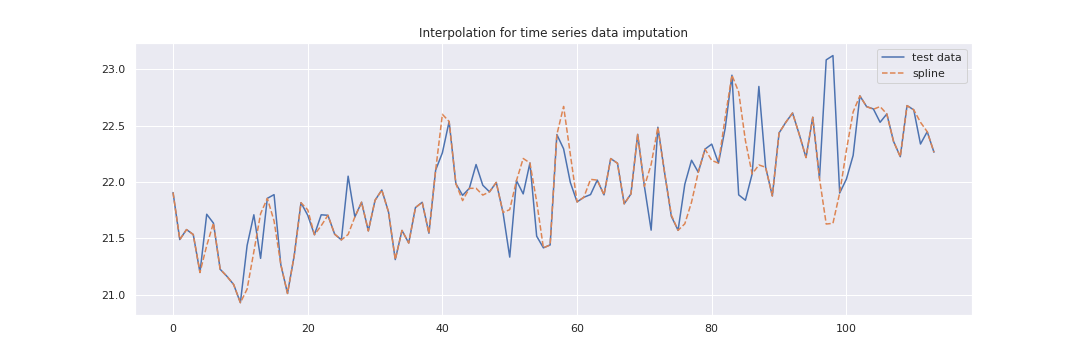 Interpolation for time series data imputation
test data
spline
23.0
22.5
22.0
21.5
21.0
0 20 40 60 80 100